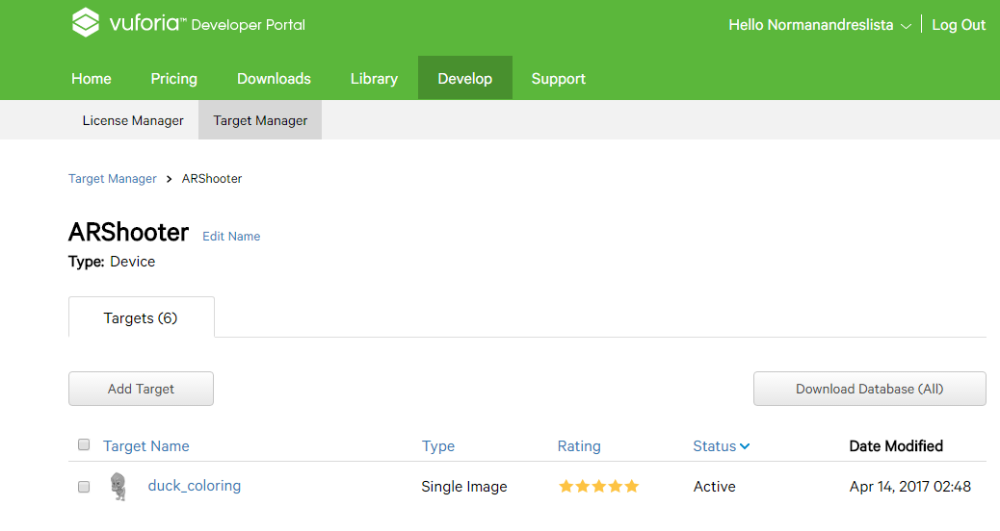 vuforia™ Developer Portal
Hello Normanandreslista
Log Out
Home Pricing Downloads Library Develop Support
License Manager Target Manager
Target Manager > ARShooter
ARShooter Edit Name
Type: Device
Targets (6)
Add Target Download Database (All)
Target Name Type Rating Status Date Modified
duck_coloring Single Image Active Apr 14, 2017 02:48